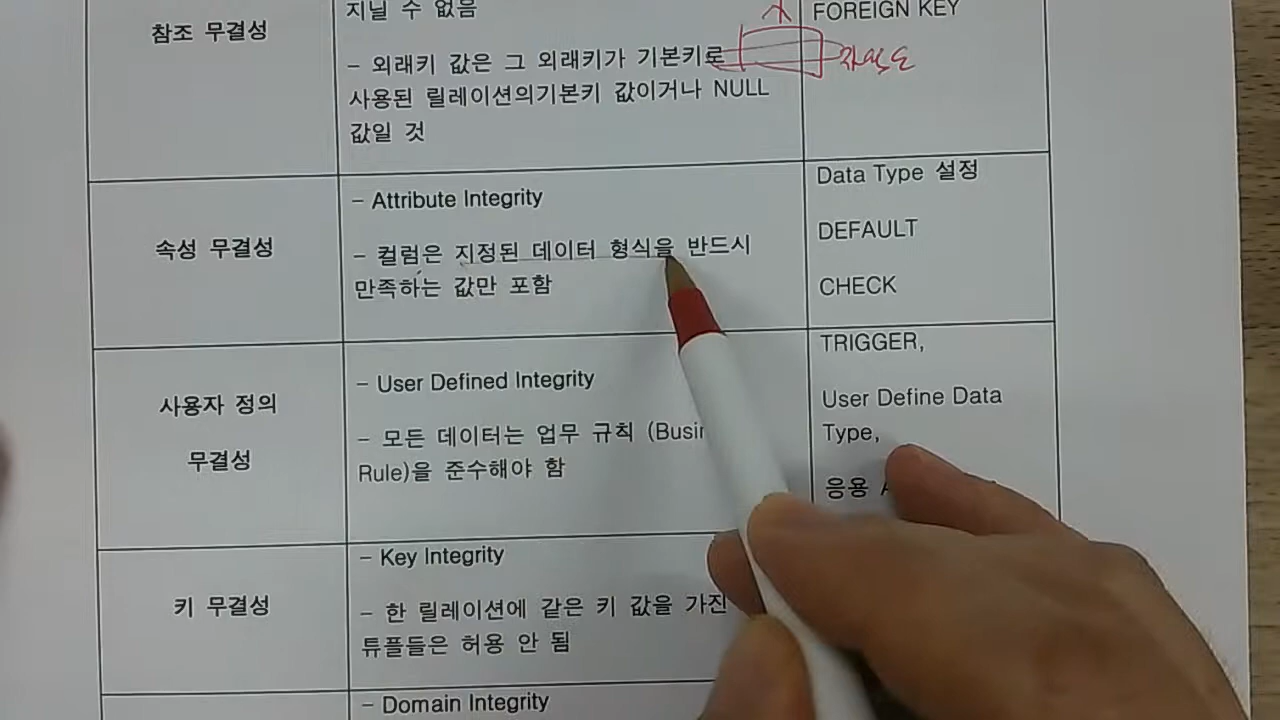 참조 무결성
지닐 수 없음
- 외래키 값은 그 외래키가 기본키로
사용된 릴레이션의기본키 값이거나 NULL
값일 것
FOREIGN KEY
속성 무결성
- Attribute Integrity
- 컬럼은 지정된 데이터 형식을 반드시
만족하는 값만 포함
Data Type 설정
DEFAULT
CHECK
사용자 정의
무결성
- User Defined Integrity
- 모든 데이터는 업무 규칙
Rule)을 준수해야 함
TRIGGER,
User Define Data
Type,
응용
키 무결성
- Key Integrity
- 한 릴레이션에 같은 키 값을 가진
튜플들은 허용 안 됨
- Domain Integrity